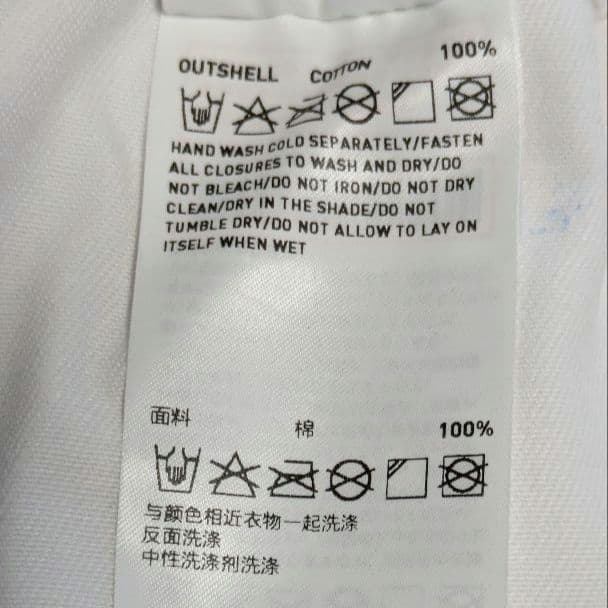 OUTSHELL COTTON 100%
HAND WASH COLD SEPARATELY/FASTEN
ALL CLOSURES TO WASH AND DRY/DO
NOT BLEACH/DO NOT IRON/DO NOT DRY
CLEAN/DRY IN THE SHADE/DO NOT
TUMBLE DRY/DO NOT ALLOW TO LAY ON
ITSELF WHEN WET
面料 棉 100%
与颜色相近衣物一起洗涤
反面洗涤
中性洗涤剂洗涤